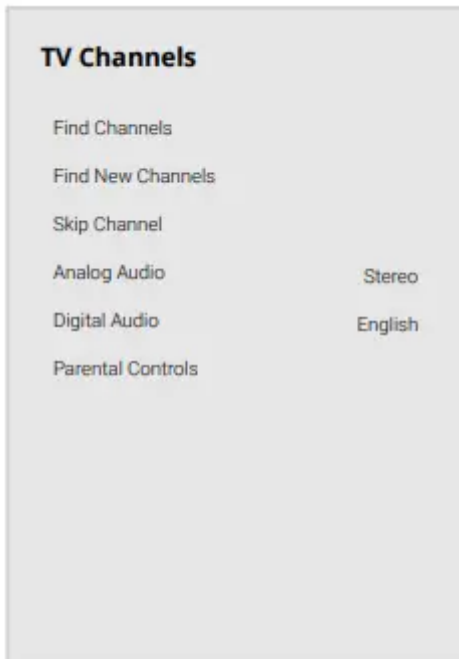 TV Channels
Find Channels
Find New Channels
Skip Channel
Analog Audio Stereo
Digital Audio English
Parental Controls